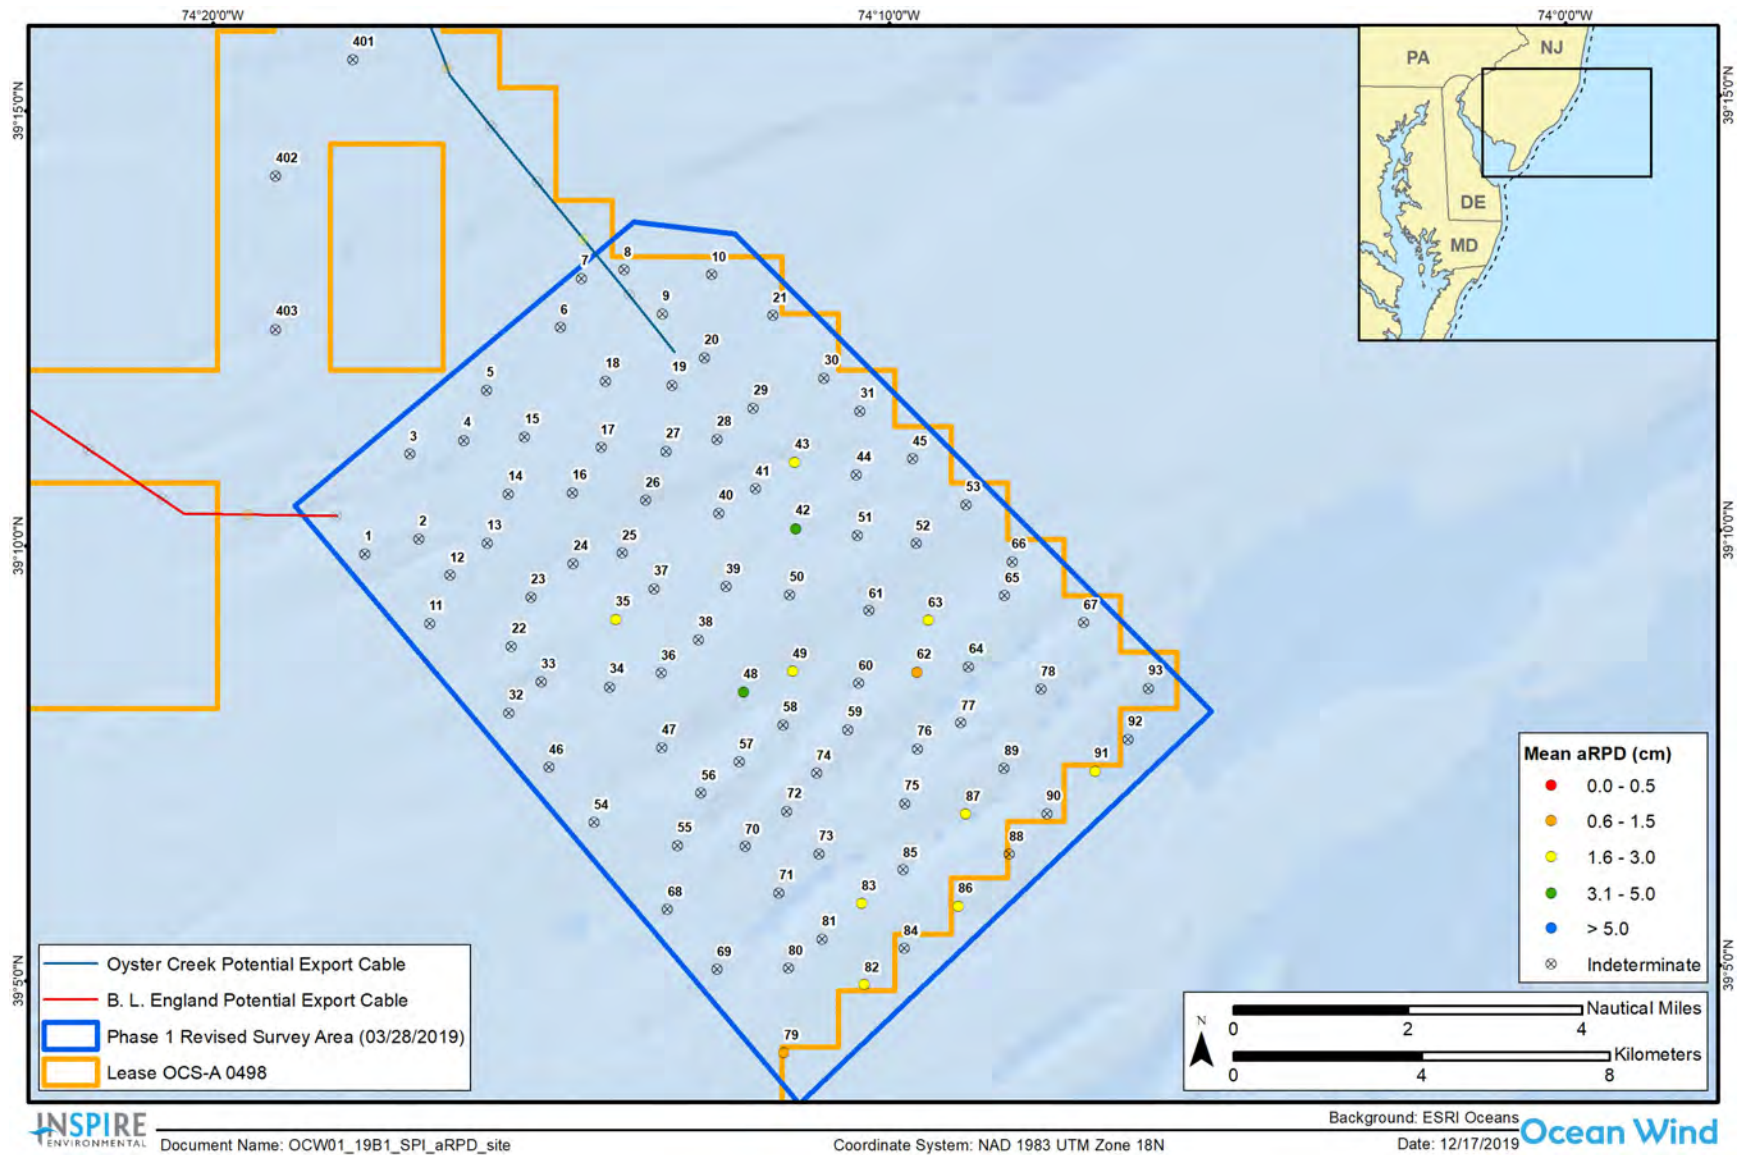 74°20'0"W
74°10'0"W
74°0'0"W
39°15'0"N
39°15'0"N
39°10'0"N
39°10'0"N
39°5'0"N
39°5'0"N
PA
NJ
DE
MD
401
402
403
7
8
10
6
9
21
5
18
19
20
30
3
4
15
17
27
28
29
31
14
16
26
41
43
44
45
1
2
13
24
25
40
42
51
52
53
11
12
23
35
37
39
50
61
63
65
66
67
22
33
34
36
38
49
60
62
64
78
93
32
48
58
59
77
92
46
47
57
74
76
89
91
54
56
72
75
87
90
55
70
73
85
88
68
71
83
86
69
80
81
82
84
79
Mean aRPD (cm)
0.0 - 0.5
0.6 - 1.5
1.6 - 3.0
3.1 - 5.0
> 5.0
Indeterminate
Oyster Creek Potential Export Cable
B. L. England Potential Export Cable
Phase 1 Revised Survey Area (03/28/2019)
Lease OCS-A 0498
N
Nautical Miles
0 2 4
Kilometers
0 4 8
INSPIRE
ENVIRONMENTAL
Document Name: OCW01_19B1_SPI_aRPD_site
Coordinate System: NAD 1983 UTM Zone 18N
Background: ESRI Oceans
Date: 12/17/2019
Ocean Wind